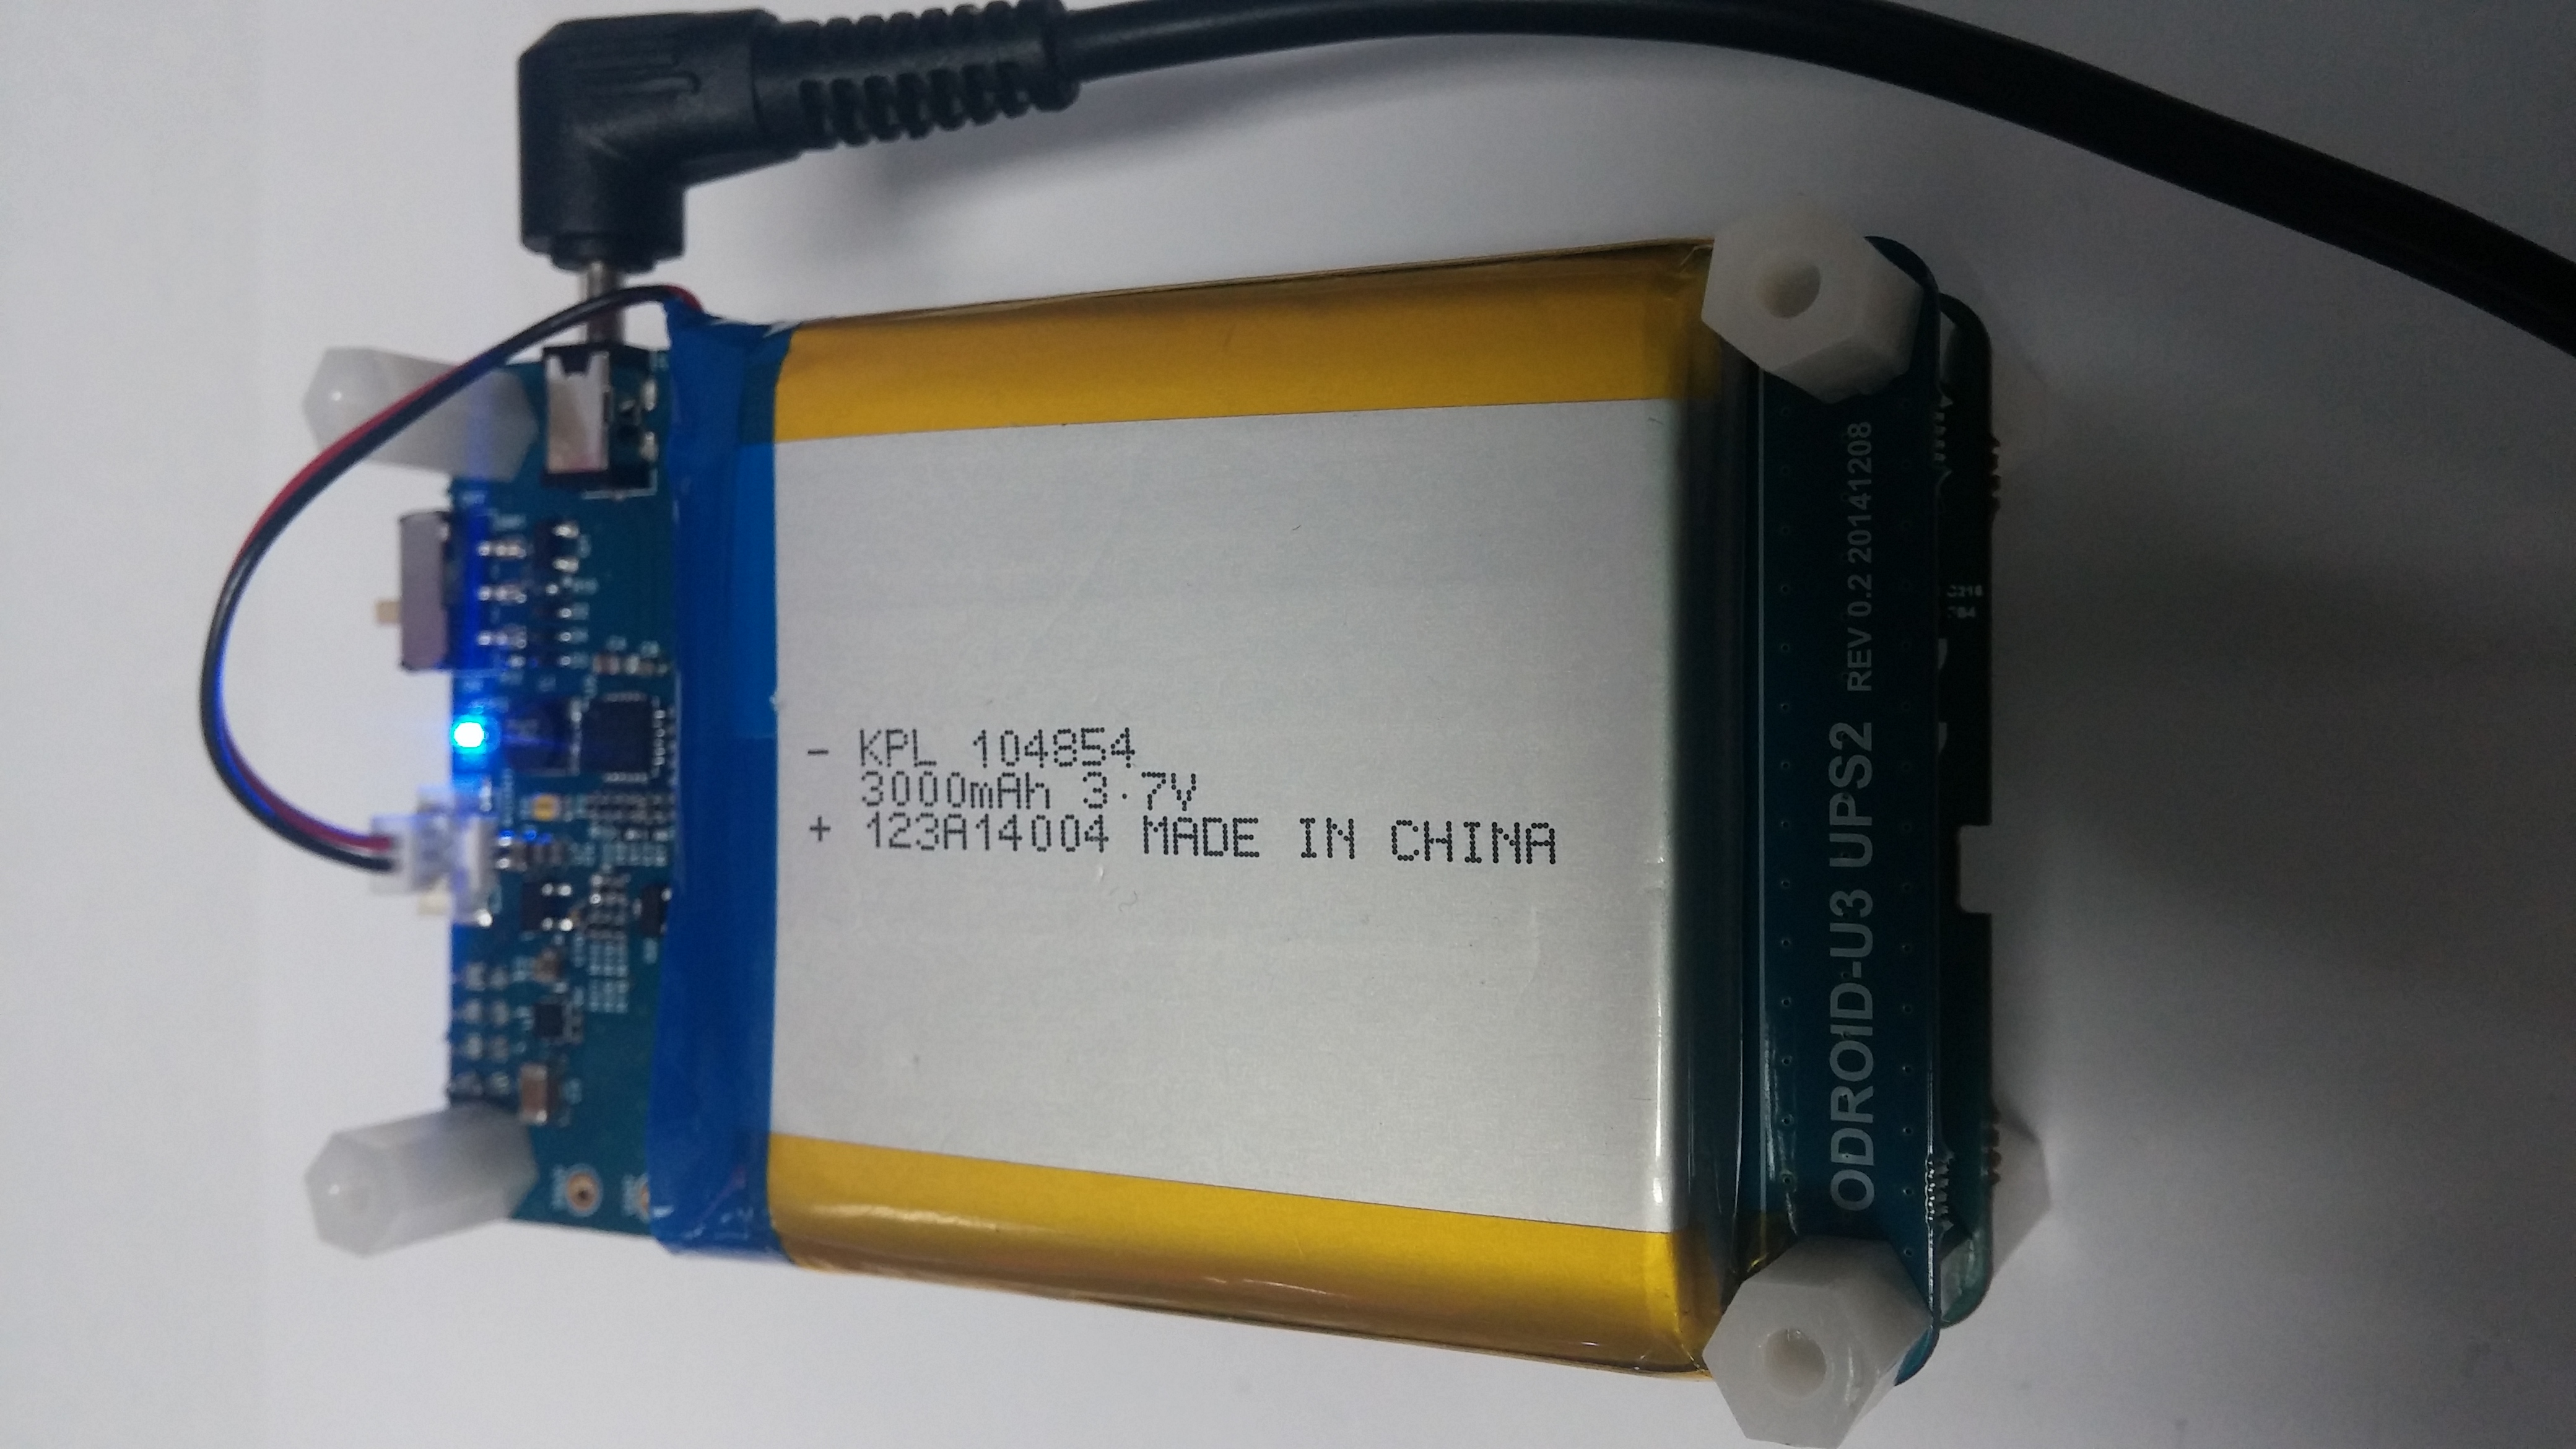 - KPL 104854
3000mAh 3.7V
+ 123A14004 MADE IN CHINA
ODROID-U3 UPS2 REV 0.2 20141208